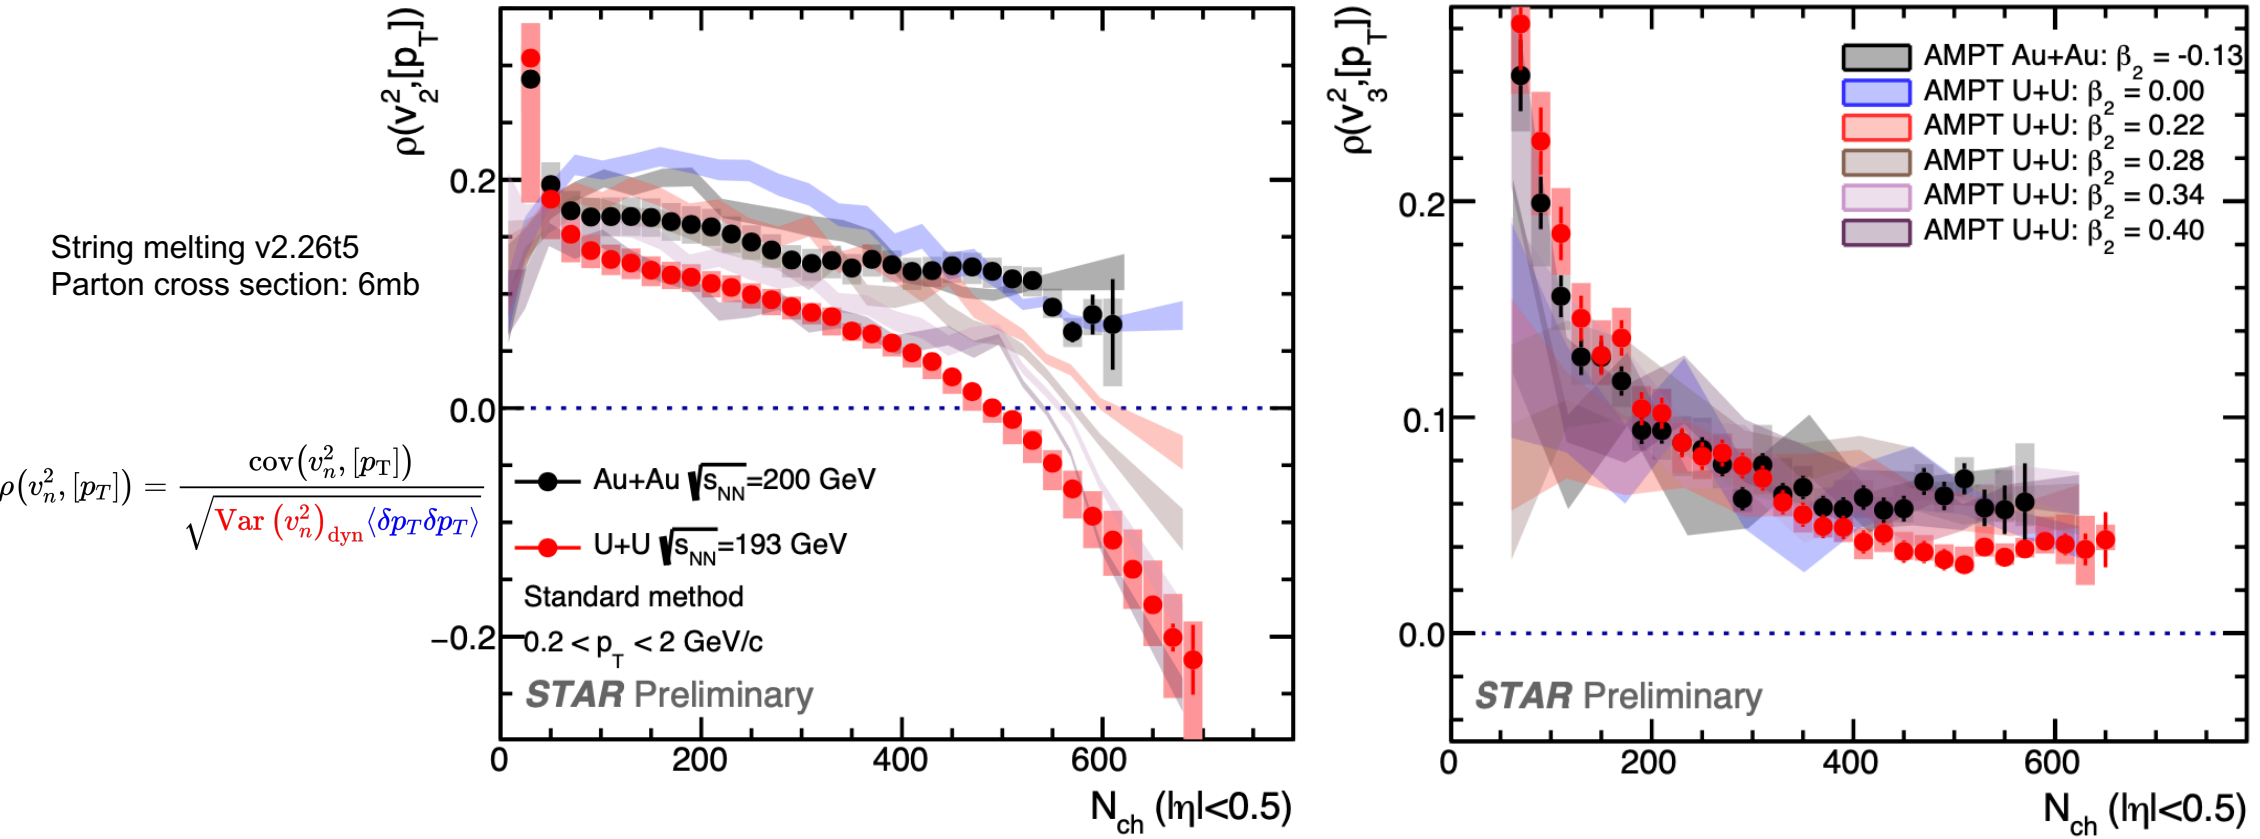 String melting v2.26t5
Parton cross section: 6mb
ρ(v_n^2, [p_T]) = cov(v_n^2, [p_T]) / √(Var (v_n^2)_dyn ⟨δp_T δp_T⟩)
ρ(v_2^2,[p_T])
0.2
0.0
−0.2
Au+Au √s_NN=200 GeV
U+U √s_NN=193 GeV
Standard method
0.2 < p_T < 2 GeV/c
STAR Preliminary
0 200 400 600
N_ch (|η|<0.5)
ρ(v_3^2,[p_T])
0.2
0.1
0.0
AMPT Au+Au: β_2 = -0.13
AMPT U+U: β_2 = 0.00
AMPT U+U: β_2 = 0.22
AMPT U+U: β_2 = 0.28
AMPT U+U: β_2 = 0.34
AMPT U+U: β_2 = 0.40
STAR Preliminary
0 200 400 600
N_ch (|η|<0.5)